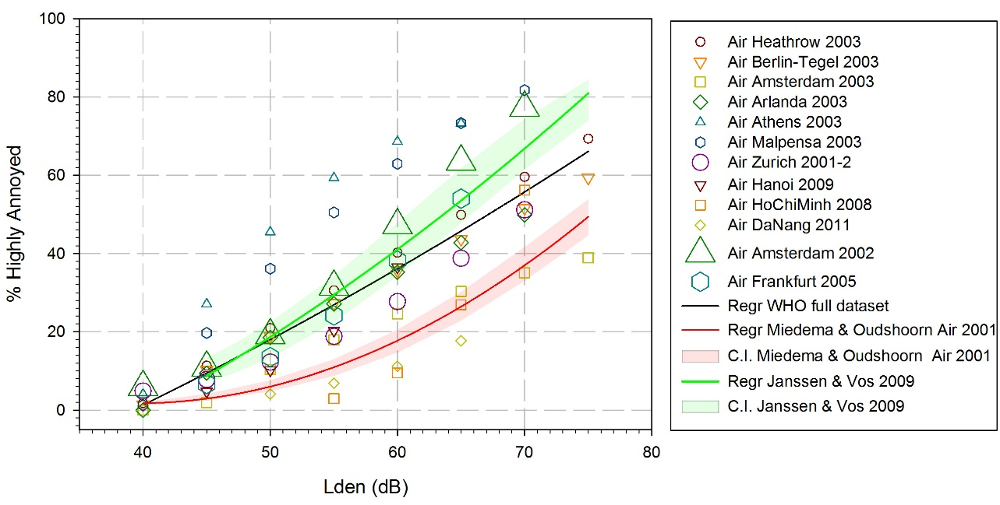 100
80
60
40
20
0
% Highly Annoyed
40
50
60
70
80
Lden (dB)
Air Heathrow 2003
Air Berlin-Tegel 2003
Air Amsterdam 2003
Air Arlanda 2003
Air Athens 2003
Air Malpensa 2003
Air Zurich 2001-2
Air Hanoi 2009
Air HoChiMinh 2008
Air DaNang 2011
Air Amsterdam 2002
Air Frankfurt 2005
Regr WHO full dataset
Regr Miedema & Oudshoorn Air 2001
C.I. Miedema & Oudshoorn  Air 2001
Regr Janssen & Vos 2009
C.I. Janssen & Vos 2009